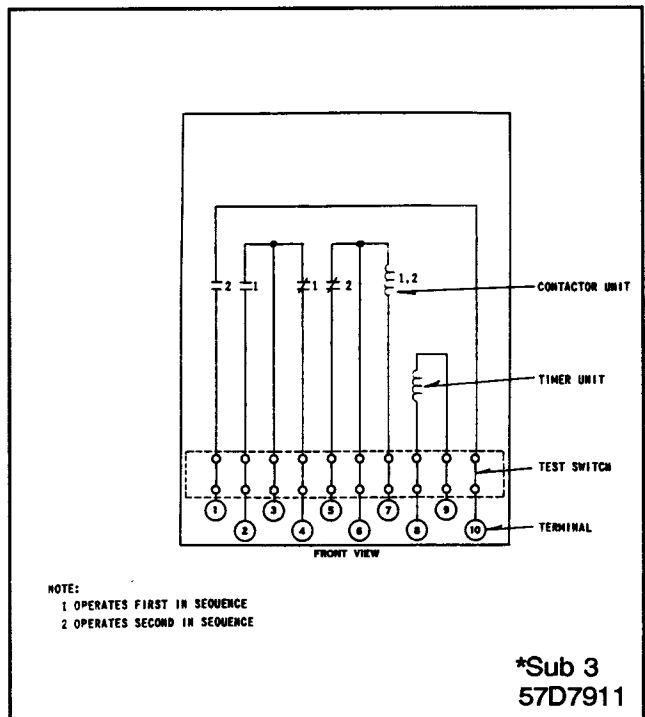 2 1 1 2 1,2
CONTACTOR UNIT
TIMER UNIT
TEST SWITCH
1 3 5 7 9
2 4 6 8 10
TERMINAL
FRONT VIEW
NOTE:
1 OPERATES FIRST IN SEQUENCE
2 OPERATES SECOND IN SEQUENCE
*Sub 3
57D7911